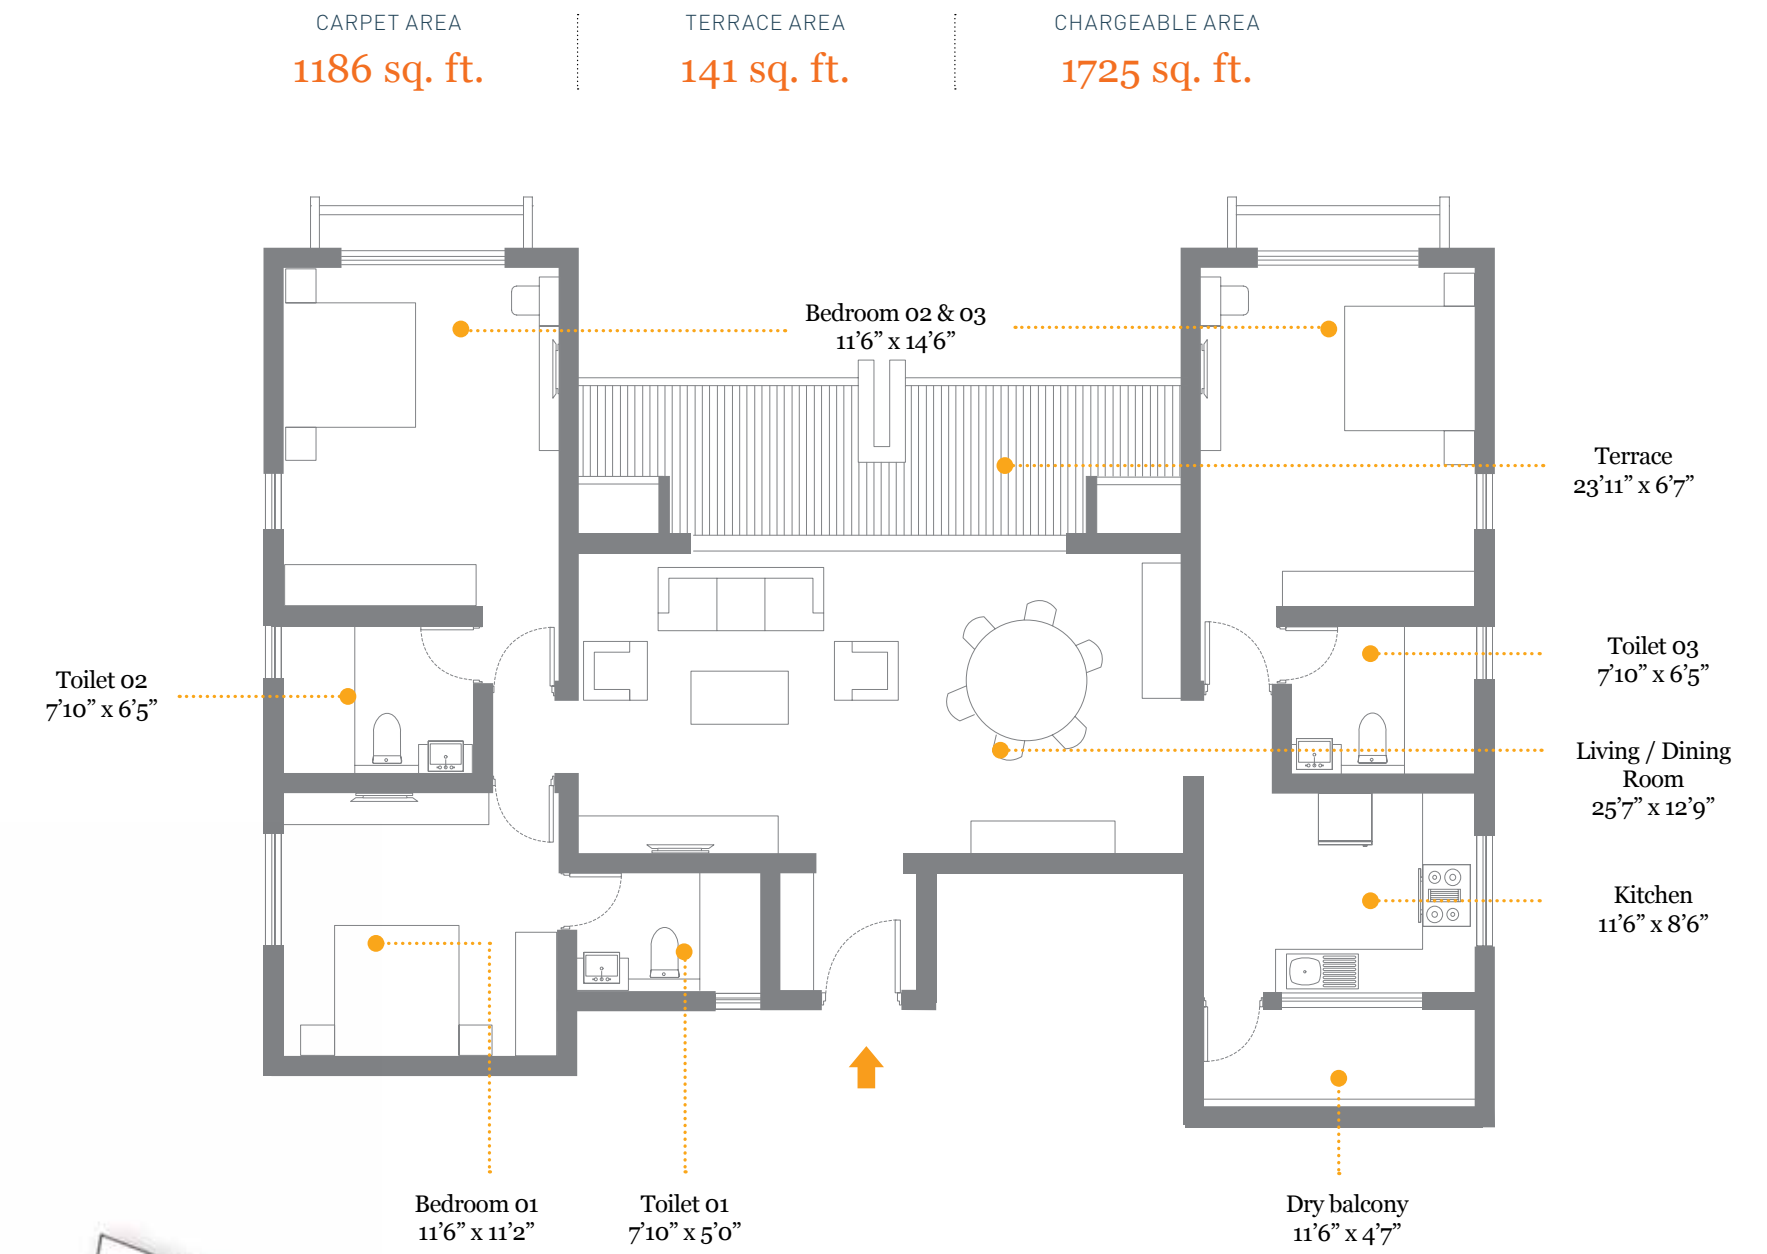 CARPET AREA
1186 sq. ft.
TERRACE AREA
141 sq. ft.
CHARGEABLE AREA
1725 sq. ft.
Bedroom 02 & 03
11’6” x 14’6”
Terrace
23’11” x 6’7”
Toilet 03
7’10” x 6’5”
Toilet 02
7’10” x 6’5”
Living / Dining
Room
25’7” x 12’9”
Kitchen
11’6” x 8’6”
Bedroom 01
11’6” x 11’2”
Toilet 01
7’10” x 5’0”
Dry balcony
11’6” x 4’7”